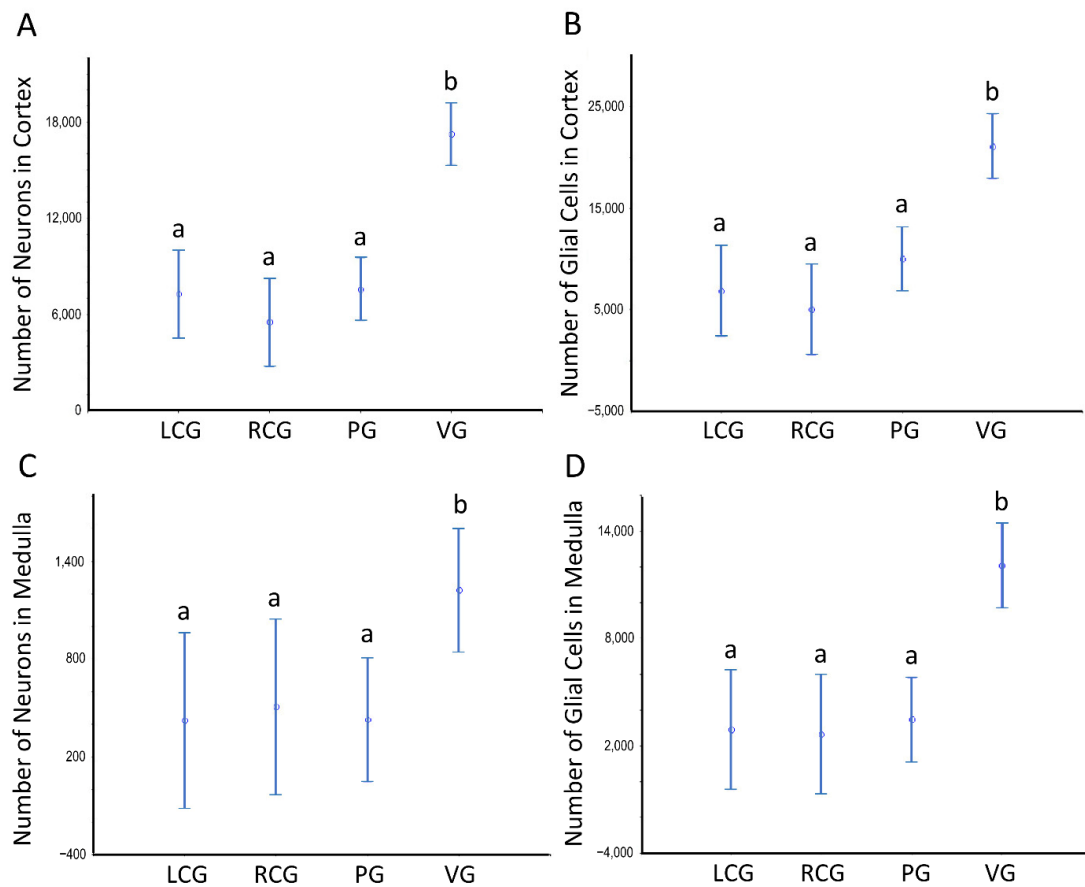 A
Number of Neurons in Cortex
18,000
12,000
6,000
0
a
a
a
b
LCG RCG PG VG
B
Number of Glial Cells in Cortex
25,000
15,000
5,000
−5,000
a
a
a
b
LCG RCG PG VG
C
Number of Neurons in Medulla
1,400
800
200
−400
a
a
a
b
LCG RCG PG VG
D
Number of Glial Cells in Medulla
14,000
8,000
2,000
−4,000
a
a
a
b
LCG RCG PG VG